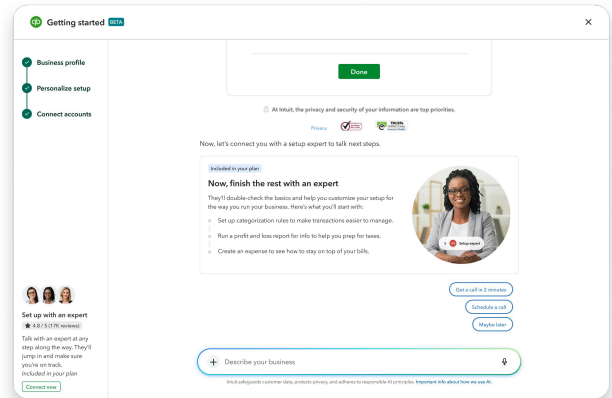 qb Getting started BETA
Business profile
Personalize setup
Connect accounts
Done
At Intuit, the privacy and security of your information are top priorities.
Privacy
TRUSTe
Now, let's connect you with a setup expert to talk next steps.
Included in your plan
Now, finish the rest with an expert
They'll double-check the basics and help you customize your setup for
the way you run your business. Here's what you'll start with:
Set up categorization rules to make transactions easier to manage.
Run a profit and loss report for info to help you prep for taxes.
Create an expense to see how to stay on top of your bills.
Setup expert
Get a call in 2 minutes
Schedule a call
Maybe later
Set up with an expert
★ 4.8 / 5 (17K reviews)
Talk with an expert at any
step along the way. They'll
jump in and make sure
you're on track.
Included in your plan
Connect now
+ Describe your business
Intuit safeguards customer data, protects privacy, and adheres to responsible AI principles. Important info about how we use AI.